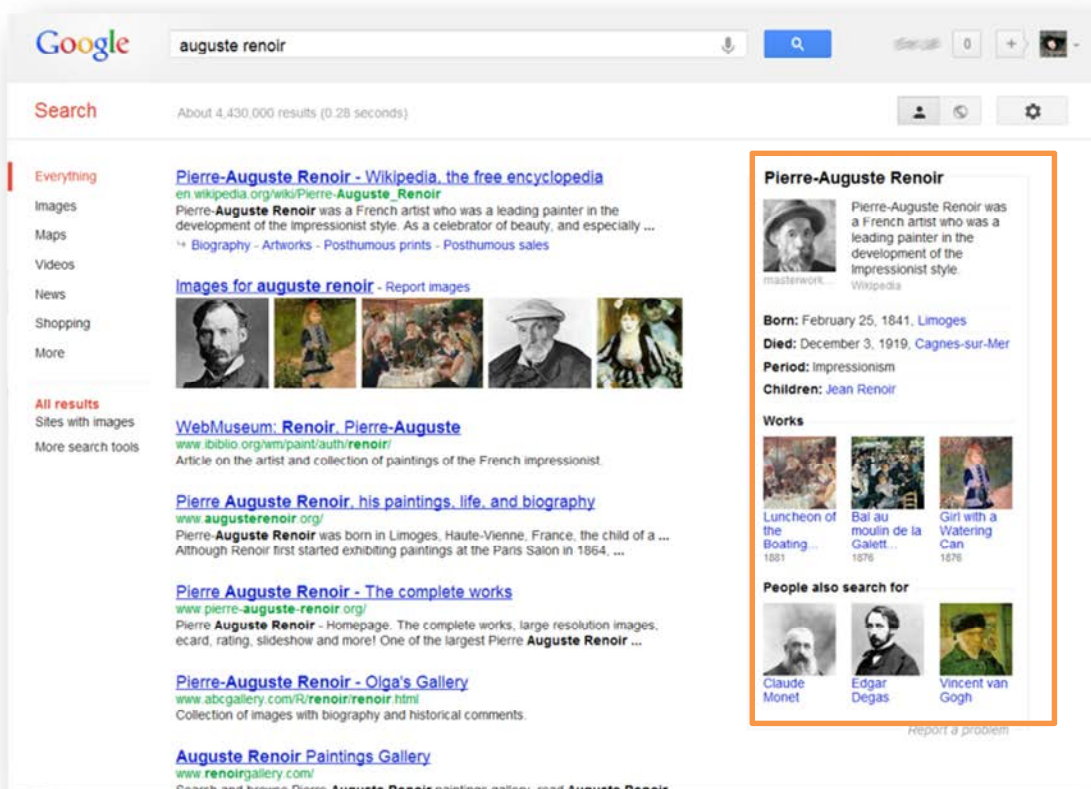 Google
auguste renoir
0
+
Search
About 4,430,000 results (0.28 seconds)
Everything
Images
Maps
Videos
News
Shopping
More
All results
Sites with images
More search tools
Pierre-Auguste Renoir - Wikipedia, the free encyclopedia
en.wikipedia.org/wiki/Pierre-Auguste_Renoir
Pierre-Auguste Renoir was a French artist who was a leading painter in the
development of the Impressionist style. As a celebrator of beauty, and especially ...
Biography - Artworks - Posthumous prints - Posthumous sales
Images for auguste renoir - Report images
WebMuseum: Renoir, Pierre-Auguste
www.ibiblio.org/wm/paint/auth/renoir/
Article on the artist and collection of paintings of the French impressionist.
Pierre Auguste Renoir, his paintings, life, and biography
www.augusterenoir.org/
Pierre-Auguste Renoir was born in Limoges, Haute-Vienne, France, the child of a ...
Although Renoir first started exhibiting paintings at the Paris Salon in 1864, ...
Pierre Auguste Renoir - The complete works
www.pierre-auguste-renoir.org/
Pierre Auguste Renoir - Homepage. The complete works, large resolution images,
ecard, rating, slideshow and more! One of the largest Pierre Auguste Renoir ...
Pierre-Auguste Renoir - Olga's Gallery
www.abcgallery.com/R/renoir/renoir.html
Collection of images with biography and historical comments.
Auguste Renoir Paintings Gallery
www.renoirgallery.com/
Search and browse Pierre Auguste Renoir paintings gallery, read Auguste Renoir
Pierre-Auguste Renoir
Pierre-Auguste Renoir was
a French artist who was a
leading painter in the
development of the
Impressionist style.
Wikipedia
masterwork...
Born: February 25, 1841, Limoges
Died: December 3, 1919, Cagnes-sur-Mer
Period: Impressionism
Children: Jean Renoir
Works
Luncheon of
the
Boating...
1881
Bal au
moulin de la
Galett...
1876
Girl with a
Watering
Can
1876
People also search for
Claude
Monet
Edgar
Degas
Vincent van
Gogh
Report a problem